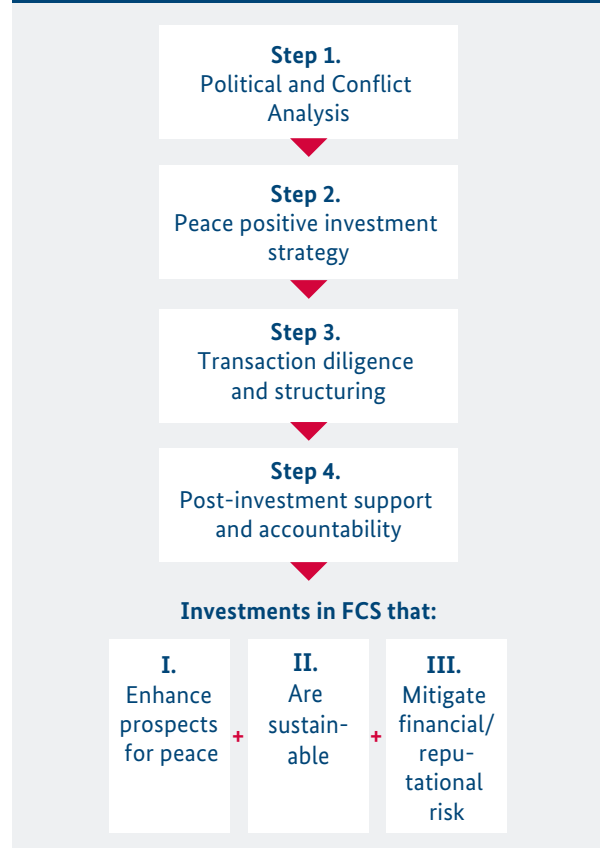 Step 1.
Political and Conflict
Analysis
Step 2.
Peace positive investment
strategy
Step 3.
Transaction diligence
and structuring
Step 4.
Post-investment support
and accountability
Investments in FCS that:
I.
Enhance
prospects
for peace
+
II.
Are
sustain-
able
+
III.
Mitigate
financial/
repu-
tational
risk